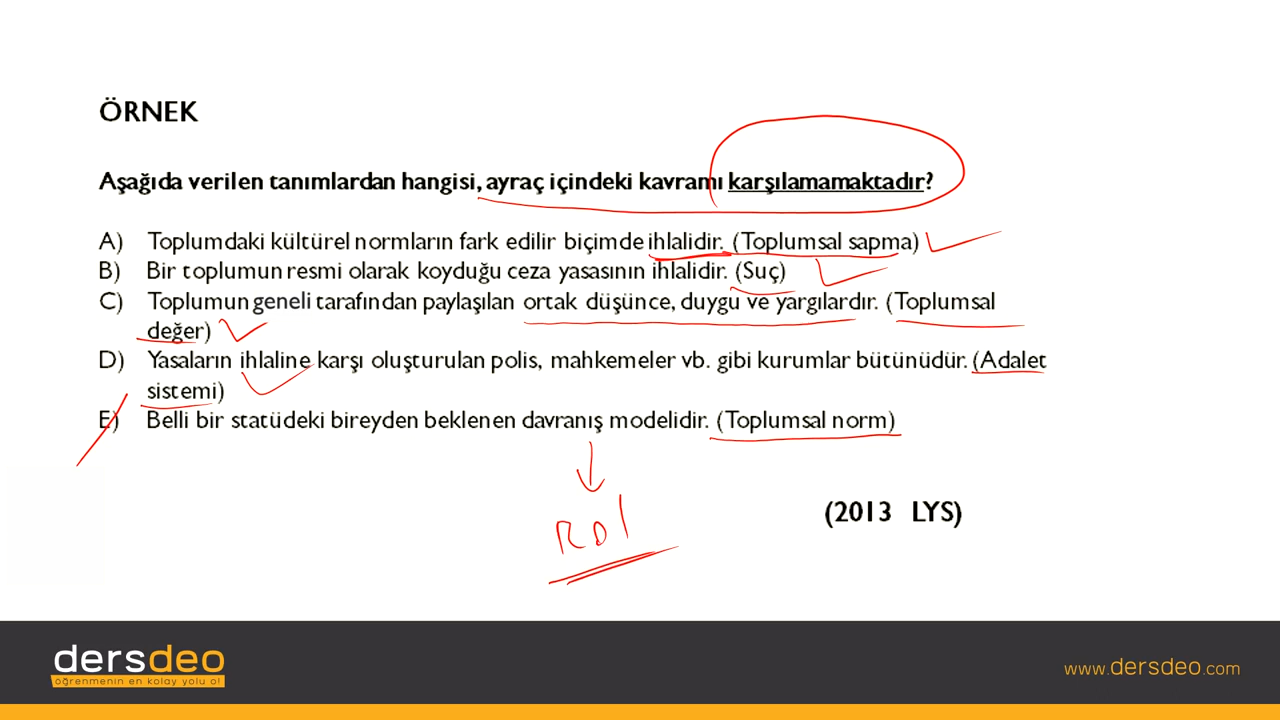 ÖRNEK
Aşağıda verilen tanımlardan hangisi, ayraç içindeki kavramı karşılamamaktadır?
A) Toplumdaki kültürel normların fark edilir biçimde ihlalidir. (Toplumsal sapma)
B) Bir toplumun resmi olarak koyduğu ceza yasasının ihlalidir. (Suç)
C) Toplumun geneli tarafından paylaşılan ortak düşünce, duygu ve yargılardır. (Toplumsal
değer)
D) Yasaların ihlaline karşı oluşturulan polis, mahkemeler vb. gibi kurumlar bütünüdür. (Adalet
sistemi)
E) Belli bir statüdeki bireyden beklenen davranış modelidir. (Toplumsal norm)
Rol
(2013 LYS)
dersdeo
öğrenmenin en kolay yolu o!
www.dersdeo.com